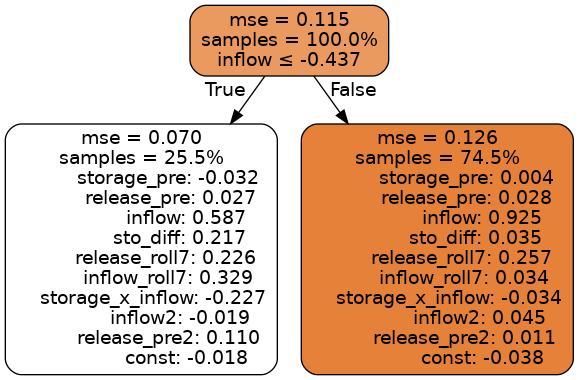 mse = 0.115
samples = 100.0%
inflow ≤ -0.437
True
False
mse = 0.070
samples = 25.5%
storage_pre: -0.032
release_pre: 0.027
inflow: 0.587
sto_diff: 0.217
release_roll7: 0.226
inflow_roll7: 0.329
storage_x_inflow: -0.227
inflow2: -0.019
release_pre2: 0.110
const: -0.018
mse = 0.126
samples = 74.5%
storage_pre: 0.004
release_pre: 0.028
inflow: 0.925
sto_diff: 0.035
release_roll7: 0.257
inflow_roll7: 0.034
storage_x_inflow: -0.034
inflow2: 0.045
release_pre2: 0.011
const: -0.038